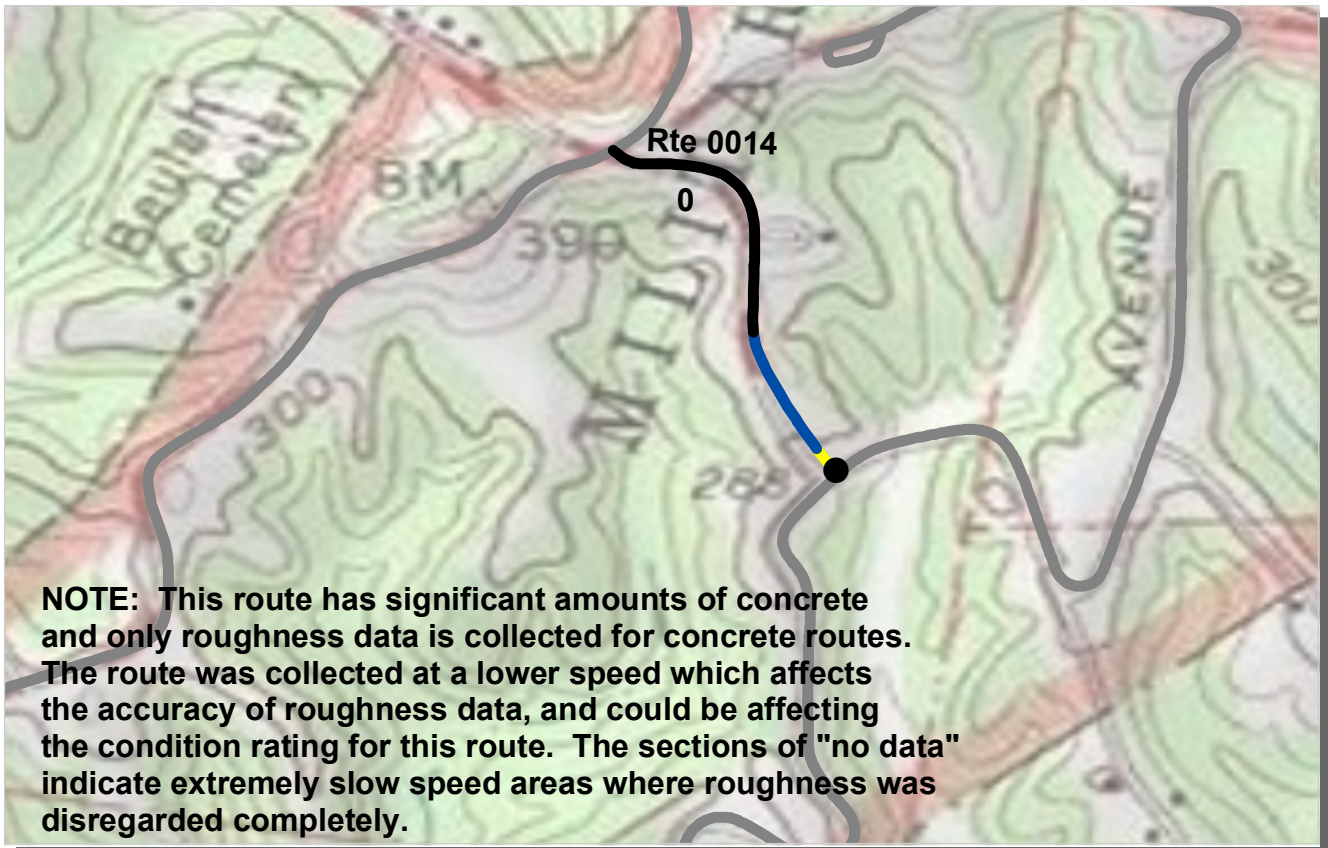 Rte 0014
0
Beulah
Cemetery
BM
390
MILITAR
AVENUE
300
300
268
NOTE:  This route has significant amounts of concrete
and only roughness data is collected for concrete routes.
The route was collected at a lower speed which affects
the accuracy of roughness data, and could be affecting
the condition rating for this route.  The sections of "no data"
indicate extremely slow speed areas where roughness was
disregarded completely.